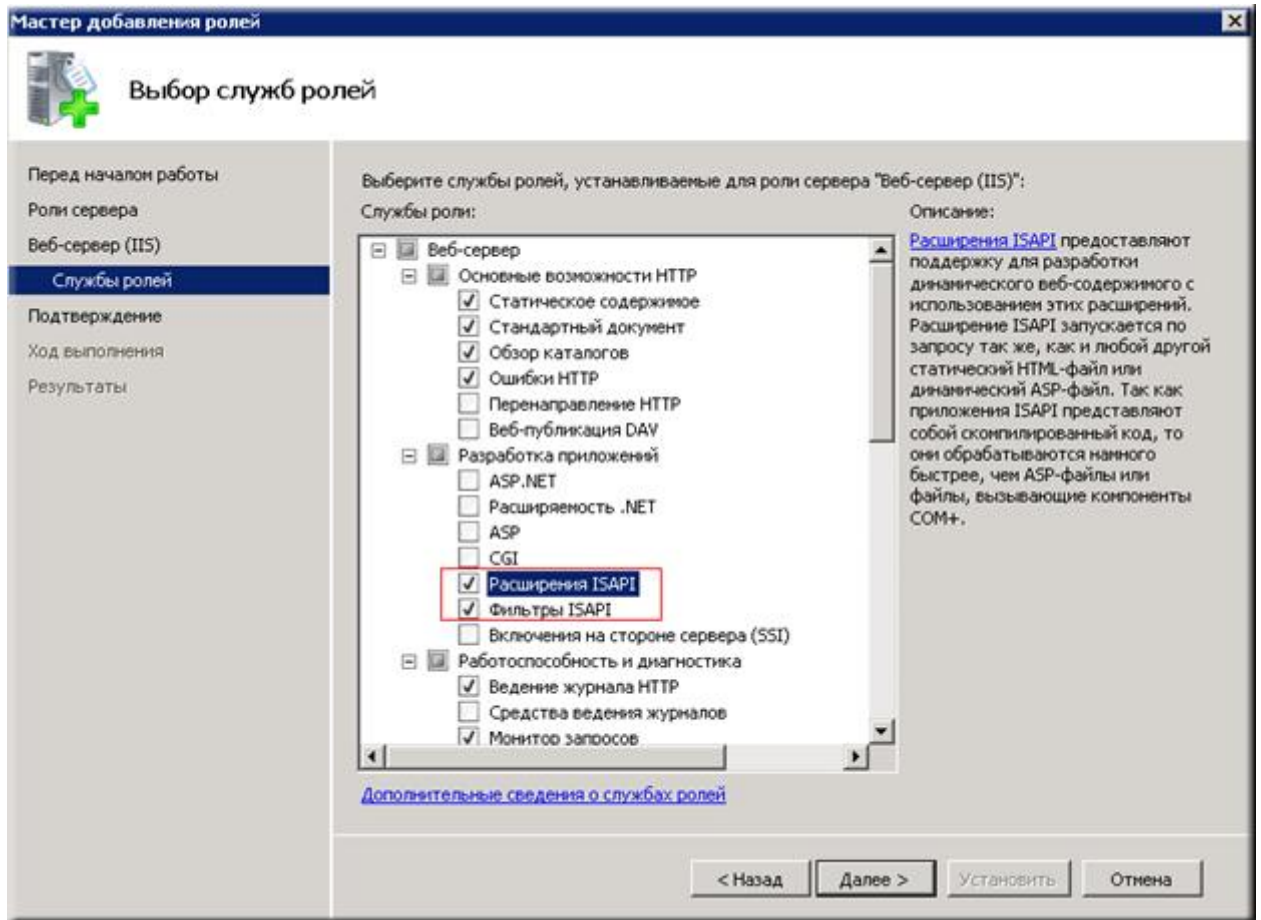 Мастер добавления ролей
Выбор служб ролей
Перед началом работы
Роли сервера
Веб-сервер (IIS)
Службы ролей
Подтверждение
Ход выполнения
Результаты
Выберите службы ролей, устанавливаемые для роли сервера "Веб-сервер (IIS)":
Службы роли:
Веб-сервер
Основные возможности HTTP
Статическое содержимое
Стандартный документ
Обзор каталогов
Ошибки HTTP
Перенаправление HTTP
Веб-публикация DAV
Разработка приложений
ASP.NET
Расширяемость .NET
ASP
CGI
Расширения ISAPI
Фильтры ISAPI
Включения на стороне сервера (SSI)
Работоспособность и диагностика
Ведение журнала HTTP
Средства ведения журналов
Монитор запросов
Дополнительные сведения о службах ролей
Описание:
Расширения ISAPI предоставляют
поддержку для разработки
динамического веб-содержимого с
использованием этих расширений.
Расширение ISAPI запускается по
запросу так же, как и любой другой
статический HTML-файл или
динамический ASP-файл. Так как
приложения ISAPI представляют
собой скомпилированный код, то
они обрабатываются намного
быстрее, чем ASP-файлы или
файлы, вызывающие компоненты
COM+.
< Назад
Далее >
Установить
Отмена